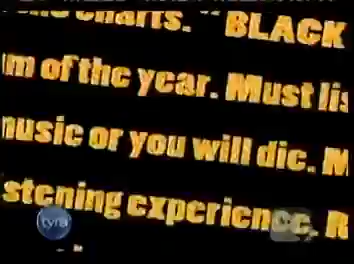 the charts. " BLACK
m of the year. Must lis
music or you will die. M
stening experience. R
tyra